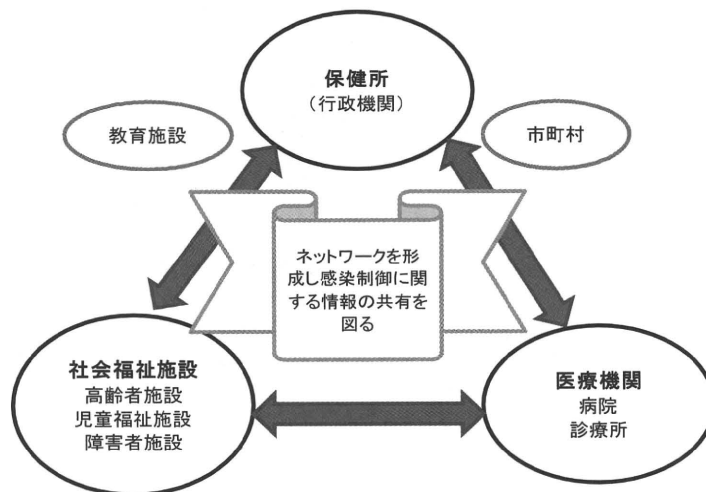 保健所
（行政機関）
教育施設
市町村
ネットワークを形
成し感染制御に関
する情報の共有を
図る
社会福祉施設
高齢者施設
児童福祉施設
障害者施設
医療機関
病院
診療所